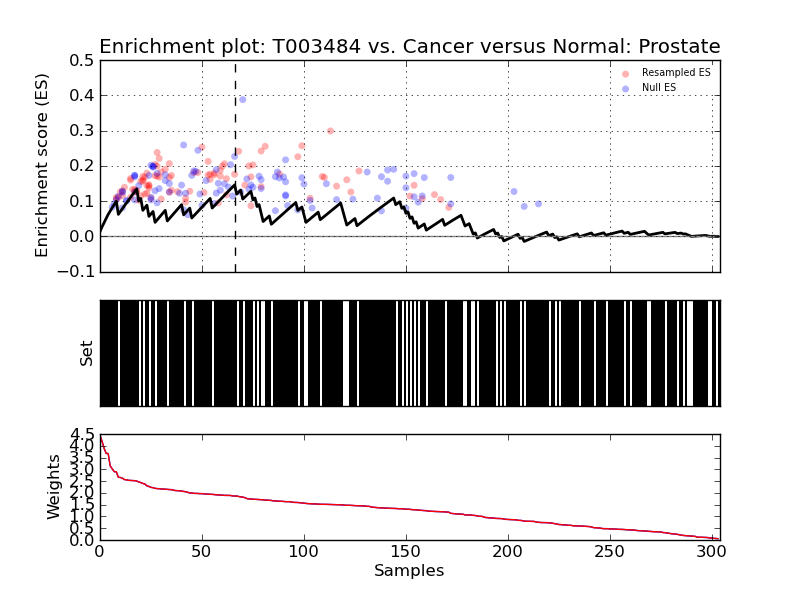 Enrichment plot: T003484 vs. Cancer versus Normal: Prostate
Enrichment score (ES)
0.5
0.4
0.3
0.2
0.1
0.0
−0.1
Resampled ES
Null ES
Set
Weights
4.5
4.0
3.5
3.0
2.5
2.0
1.5
1.0
0.5
0.0
0 50 100 150 200 250 300
Samples